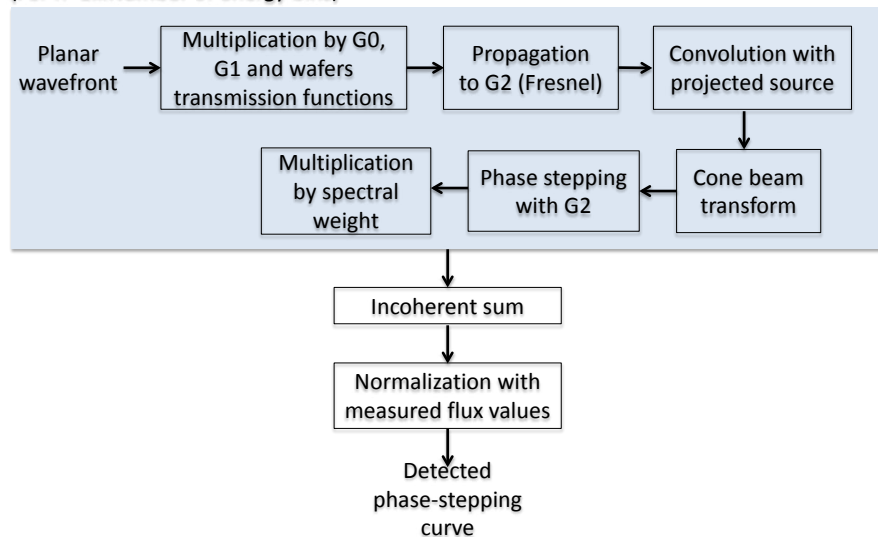 Planar
wavefront
Multiplication by G0,
G1 and wafers
transmission functions
Propagation
to G2 (Fresnel)
Convolution with
projected source
Cone beam
transform
Phase stepping
with G2
Multiplication
by spectral
weight
Incoherent sum
Normalization with
measured flux values
Detected
phase-stepping
curve